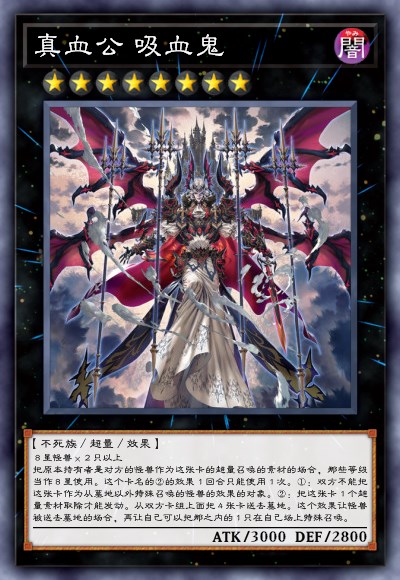 真血公 吸血鬼
やみ
闇
【不死族／超量／效果】
8星怪兽×2只以上
把原本持有者是对方的怪兽作为这张卡的超量召唤的素材的场合，那些等级
当作8星使用。这个卡名的②的效果1回合只能使用1次。①：双方不能把
这张卡作为从墓地以外特殊召唤的怪兽的效果的对象。②：把这张卡1个超
量素材取除才能发动。从双方卡组上面把4张卡送去墓地。这个效果让怪兽
被送去墓地的场合，再让自己可以把那之内的1只在自己场上特殊召唤。
ATK/3000 DEF/2800